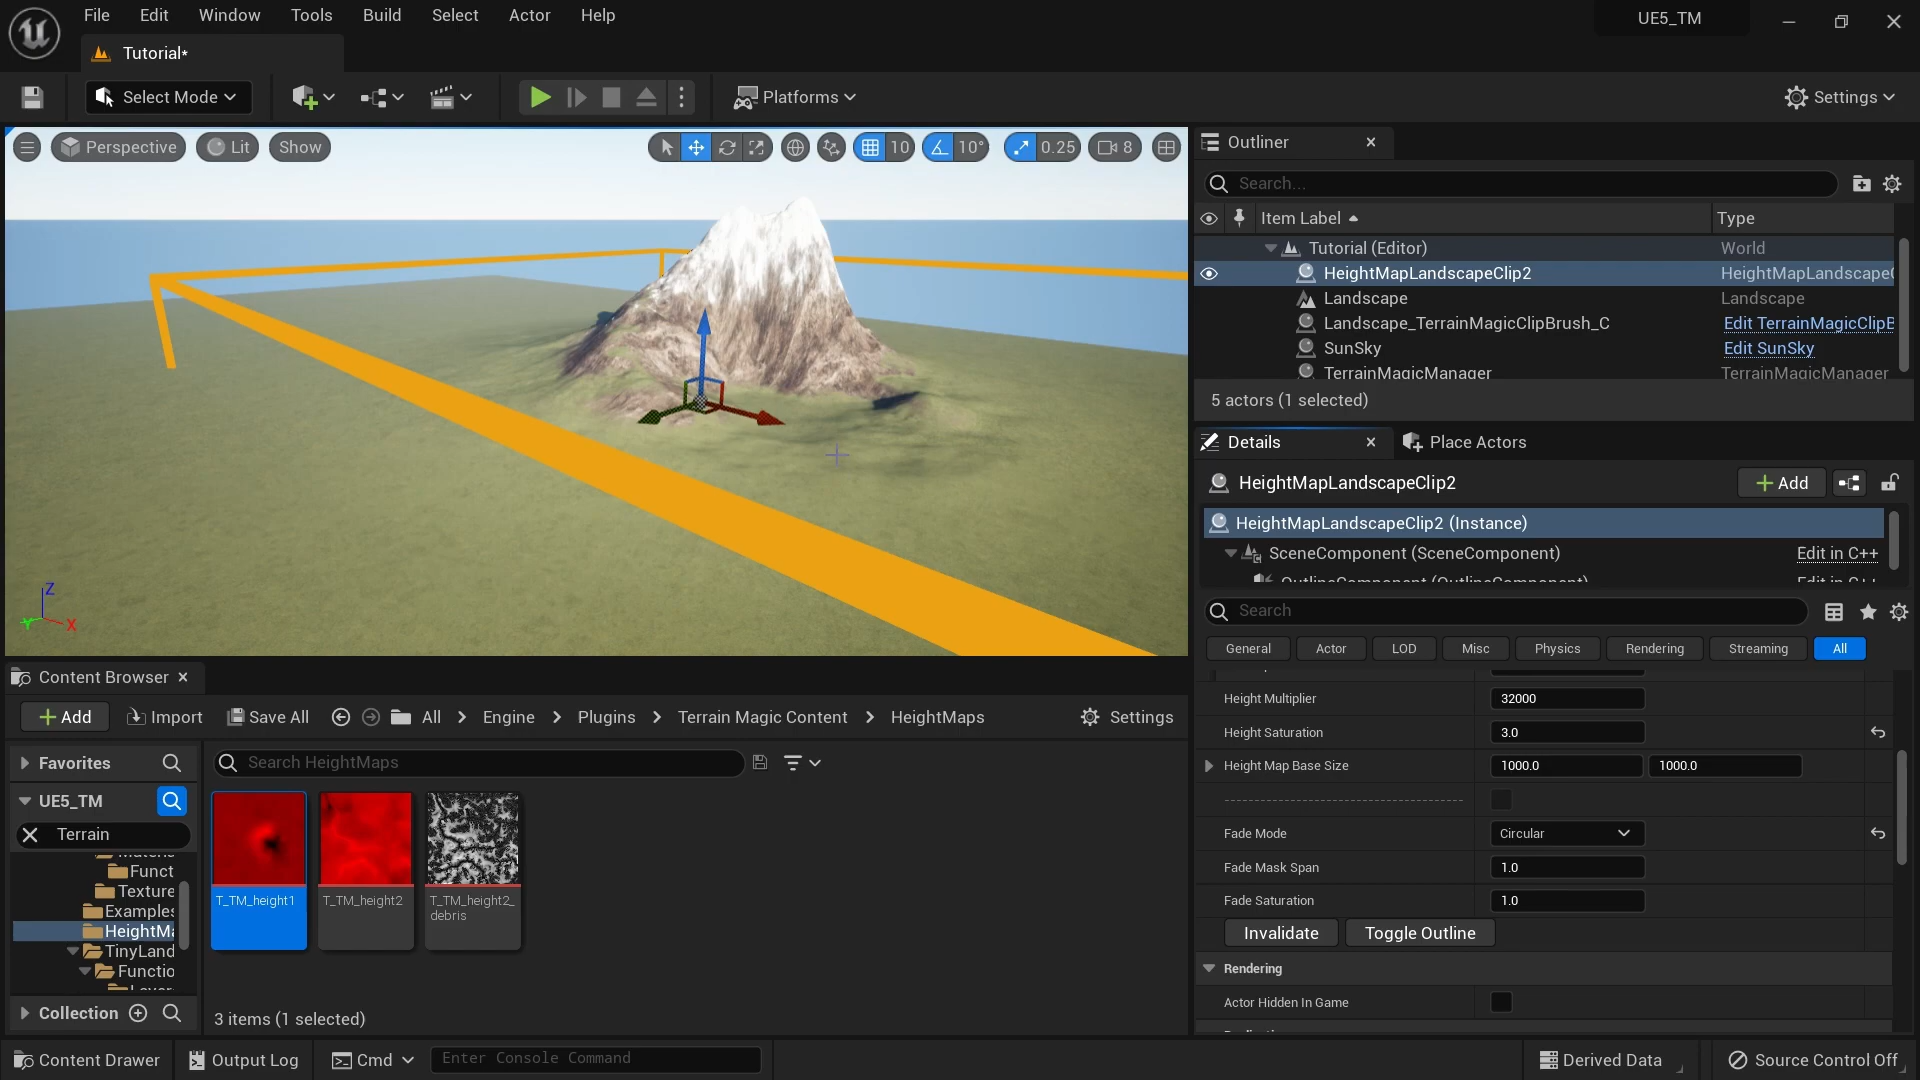 File Edit Window Tools Build Select Actor Help
UE5_TM
Tutorial*
Select Mode
Platforms
Settings
Perspective Lit Show
10 10° 0.25 8
Outliner
Search...
Item Label Type
Tutorial (Editor) World
HeightMapLandscapeClip2 HeightMapLandscapeC
Landscape Landscape
Landscape_TerrainMagicClipBrush_C Edit TerrainMagicClipB
SunSky Edit SunSky
TerrainMagicManager TerrainMagicManager
5 actors (1 selected)
Details Place Actors
HeightMapLandscapeClip2 Add
HeightMapLandscapeClip2 (Instance)
SceneComponent (SceneComponent) Edit in C++
OutlineComponent (OutlineComponent) Edit in C++
Search
General Actor LOD Misc Physics Rendering Streaming All
Height Multiplier 32000
Height Saturation 3.0
Height Map Base Size 1000.0 1000.0
Fade Mode Circular
Fade Mask Span 1.0
Fade Saturation 1.0
Invalidate Toggle Outline
Rendering
Actor Hidden In Game
Z
Y X
Content Browser
Add Import Save All All > Engine > Plugins > Terrain Magic Content > HeightMaps Settings
Favorites
Search HeightMaps
UE5_TM
Terrain
Funct
Texture
Examples
HeightMa
TinyLand
Functio
T_TM_height1
T_TM_height2
T_TM_height2_
debris
Collection
3 items (1 selected)
Content Drawer Output Log Cmd Enter Console Command Derived Data Source Control Off